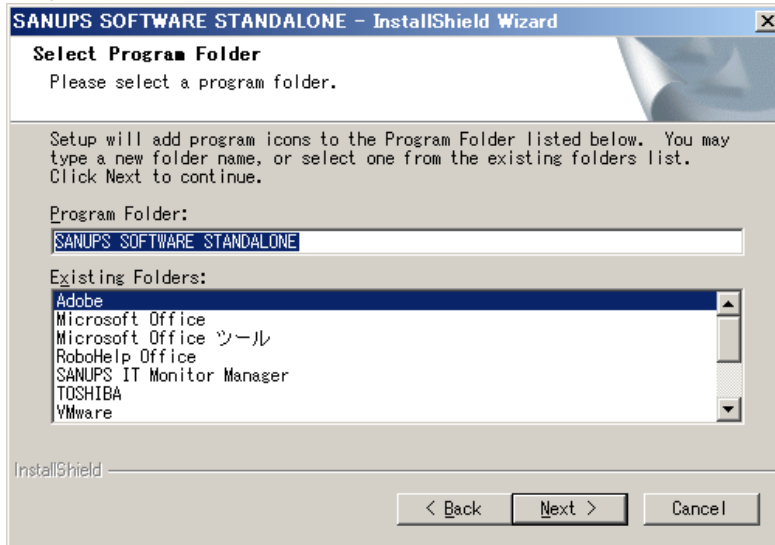 SANUPS SOFTWARE STANDALONE - InstallShield Wizard
Select Program Folder
Please select a program folder.
Setup will add program icons to the Program Folder listed below. You may
type a new folder name, or select one from the existing folders list.
Click Next to continue.
Program Folder:
SANUPS SOFTWARE STANDALONE
Existing Folders:
Adobe
Microsoft Office
Microsoft Office ツール
RoboHelp Office
SANUPS IT Monitor Manager
TOSHIBA
VMware
InstallShield
< Back
Next >
Cancel